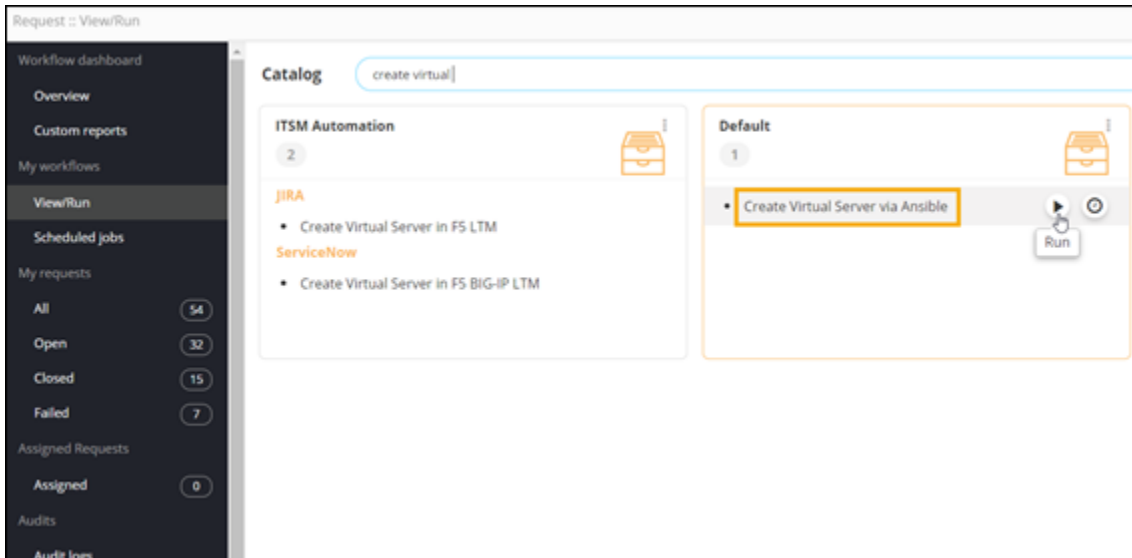 Request :: View/Run
Workflow dashboard
Overview
Custom reports
My workflows
View/Run
Scheduled jobs
My requests
All 54
Open 32
Closed 15
Failed 7
Assigned Requests
Assigned 0
Audits
Audit logs
Catalog create virtual
ITSM Automation
2
JIRA
• Create Virtual Server in F5 LTM
ServiceNow
• Create Virtual Server in F5 BIG-IP LTM
Default
1
• Create Virtual Server via Ansible
Run